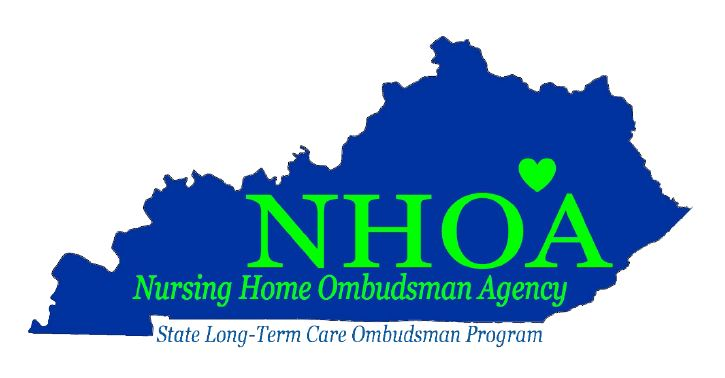 NHOA
Nursing Home Ombudsman Agency
State Long-Term Care Ombudsman Program